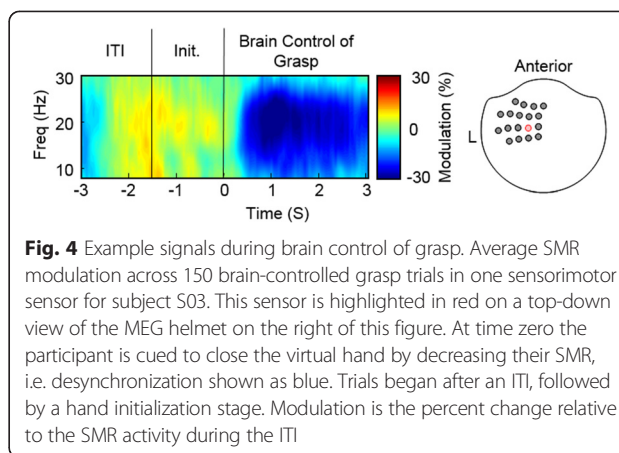 ITI
Init.
Brain Control of
Grasp
Anterior
30
20
10
Freq (Hz)
-3
-2
-1
0
1
2
3
Time (S)
30
0
-30
Modulation (%)
L
Fig. 4 Example signals during brain control of grasp. Average SMR
modulation across 150 brain-controlled grasp trials in one sensorimotor
sensor for subject S03. This sensor is highlighted in red on a top-down
view of the MEG helmet on the right of this figure. At time zero the
participant is cued to close the virtual hand by decreasing their SMR,
i.e. desynchronization shown as blue. Trials began after an ITI, followed
by a hand initialization stage. Modulation is the percent change relative
to the SMR activity during the ITI